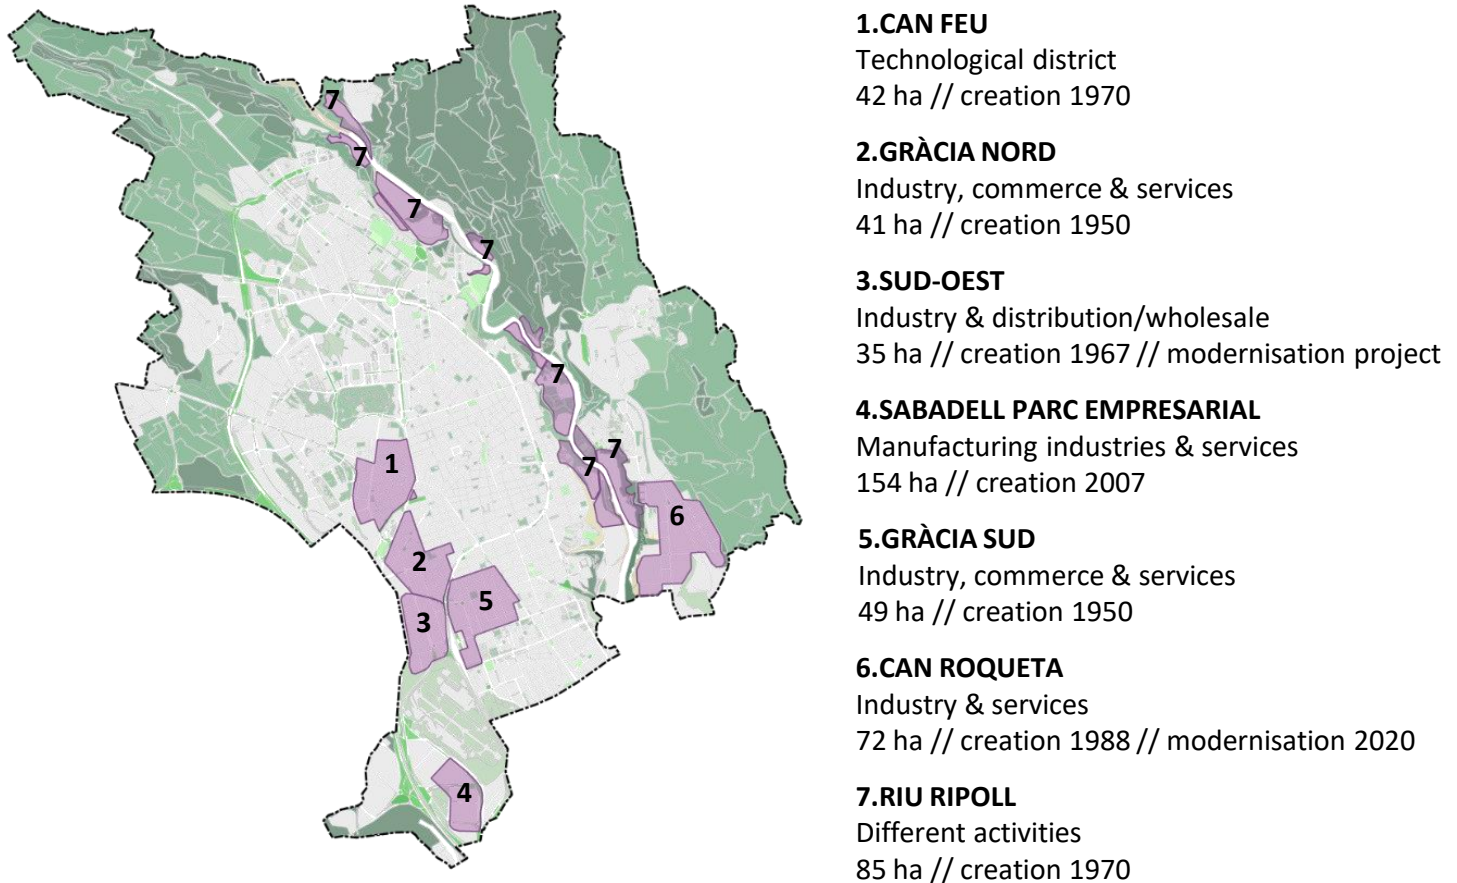 7
7
7
7
7
7
7
1
2
3
5
6
4
1.CAN FEU
Technological district
42 ha // creation 1970
2.GRÀCIA NORD
Industry, commerce & services
41 ha // creation 1950
3.SUD-OEST
Industry & distribution/wholesale
35 ha // creation 1967 // modernisation project
4.SABADELL PARC EMPRESARIAL
Manufacturing industries & services
154 ha // creation 2007
5.GRÀCIA SUD
Industry, commerce & services
49 ha // creation 1950
6.CAN ROQUETA
Industry & services
72 ha // creation 1988 // modernisation 2020
7.RIU RIPOLL
Different activities
85 ha // creation 1970